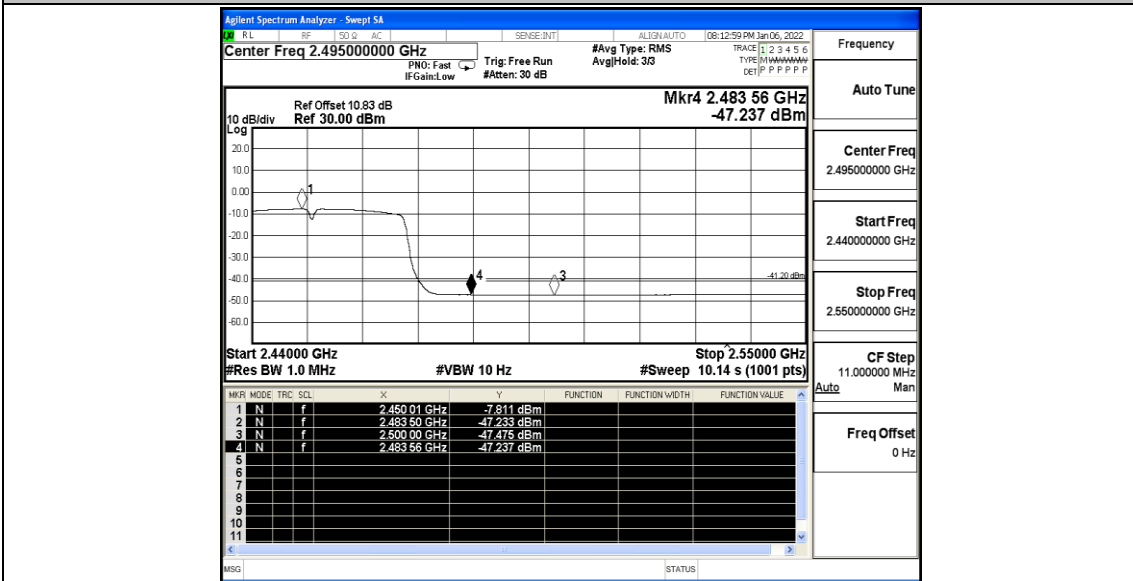 Agilent Spectrum Analyzer - Swept SA
RL RF 50 Ω AC SENSE:INT ALIGNAUTO 08:12:59 PM Jan 06, 2022
Center Freq 2.495000000 GHz
PNO: Fast
IFGain:Low
Trig: Free Run
#Atten: 30 dB
#Avg Type: RMS
Avg|Hold: 3/3
TRACE 1 2 3 4 5 6
TYPE M
DET P P P P P P
Frequency
Auto Tune
Center Freq
2.495000000 GHz
Start Freq
2.440000000 GHz
Stop Freq
2.550000000 GHz
CF Step
11.000000 MHz
Auto Man
Freq Offset
0 Hz
Mkr4 2.483 56 GHz
-47.237 dBm
Ref Offset 10.83 dB
10 dB/div Ref 30.00 dBm
Log
20.0
10.0
0.00
-10.0
-20.0
-30.0
-40.0
-50.0
-60.0
1
4
3
-41.20 dBm
Start 2.44000 GHz Stop 2.55000 GHz
#Res BW 1.0 MHz #VBW 10 Hz #Sweep 10.14 s (1001 pts)
MKR MODE TRC SCL X Y FUNCTION FUNCTION WIDTH FUNCTION VALUE
1 N f 2.450 01 GHz -7.811 dBm
2 N f 2.483 50 GHz -47.233 dBm
3 N f 2.500 00 GHz -47.475 dBm
4 N f 2.483 56 GHz -47.237 dBm
5
6
7
8
9
10
11
MSG STATUS